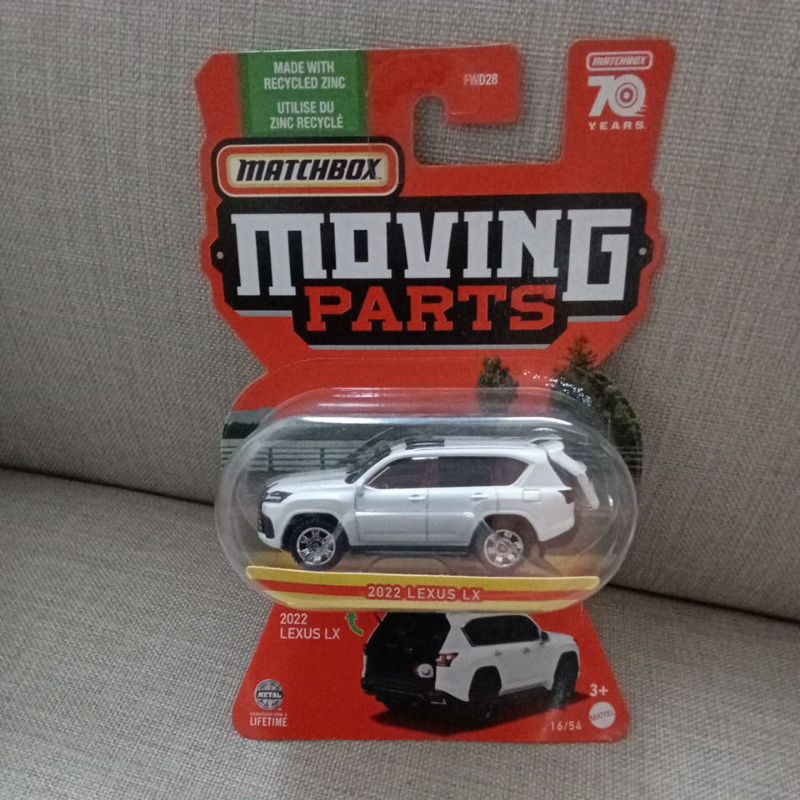 MADE WITH
RECYCLED ZINC
UTILISE DU
ZINC RECYCLÉ
FWD28
MATCHBOX
70
YEARS
MATCHBOX
MOVING
PARTS
2022 LEXUS LX
2022
LEXUS LX
METAL
LIFETIME
3+
MATTEL
16/54